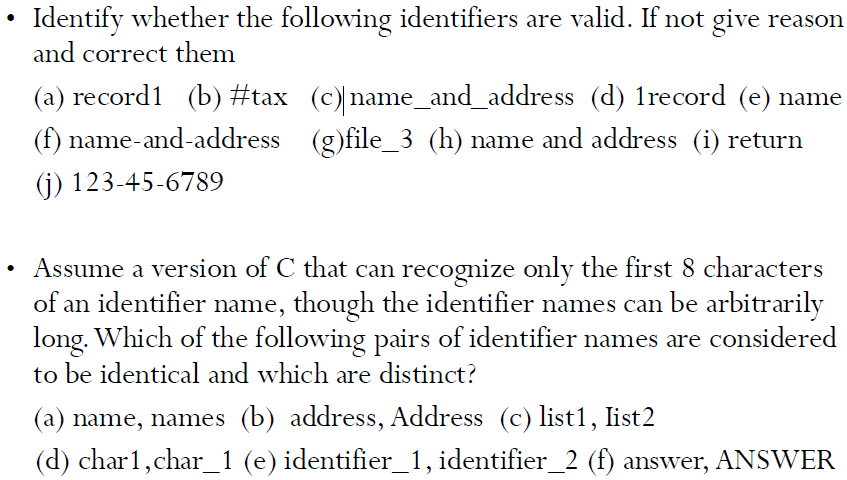 • Identify whether the following identifiers are valid. If not give reason
and correct them
(a) record1 (b) #tax (c) name_and_address (d) 1record (e) name
(f) name-and-address (g)file_3 (h) name and address (i) return
(j) 123-45-6789
• Assume a version of C that can recognize only the first 8 characters
of an identifier name, though the identifier names can be arbitrarily
long. Which of the following pairs of identifier names are considered
to be identical and which are distinct?
(a) name, names (b) address, Address (c) list1, Iist2
(d) char1,char_1 (e) identifier_1, identifier_2 (f) answer, ANSWER